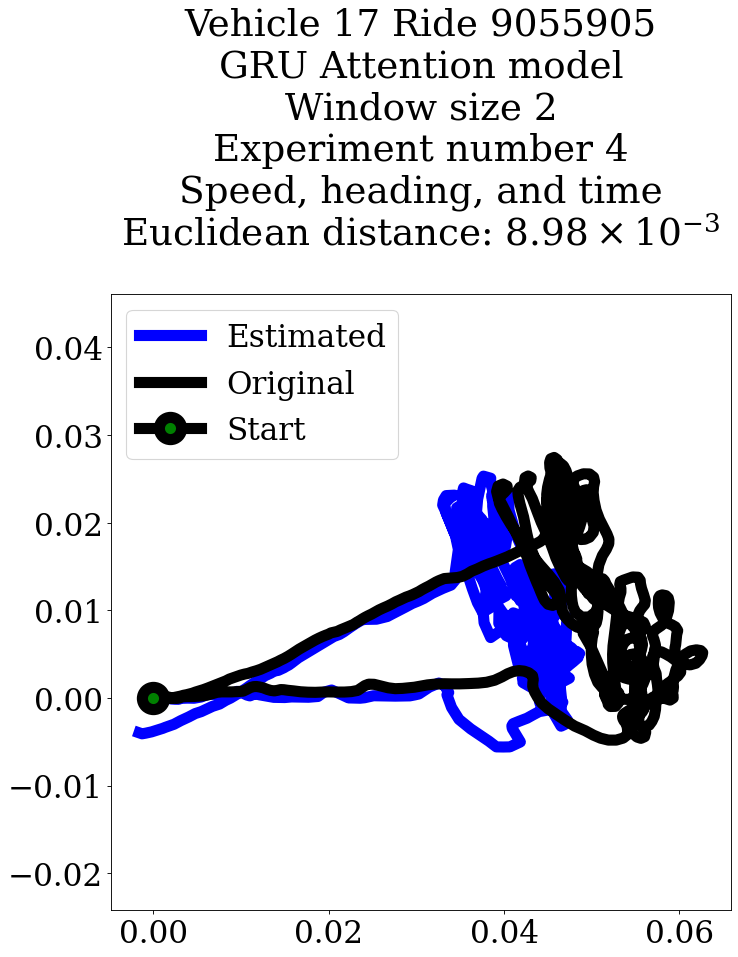 Vehicle 17 Ride 9055905
GRU Attention model
Window size 2
Experiment number 4
Speed, heading, and time
Euclidean distance: 8.98 × 10⁻³
Estimated
Original
Start
0.04
0.03
0.02
0.01
0.00
−0.01
−0.02
0.00 0.02 0.04 0.06